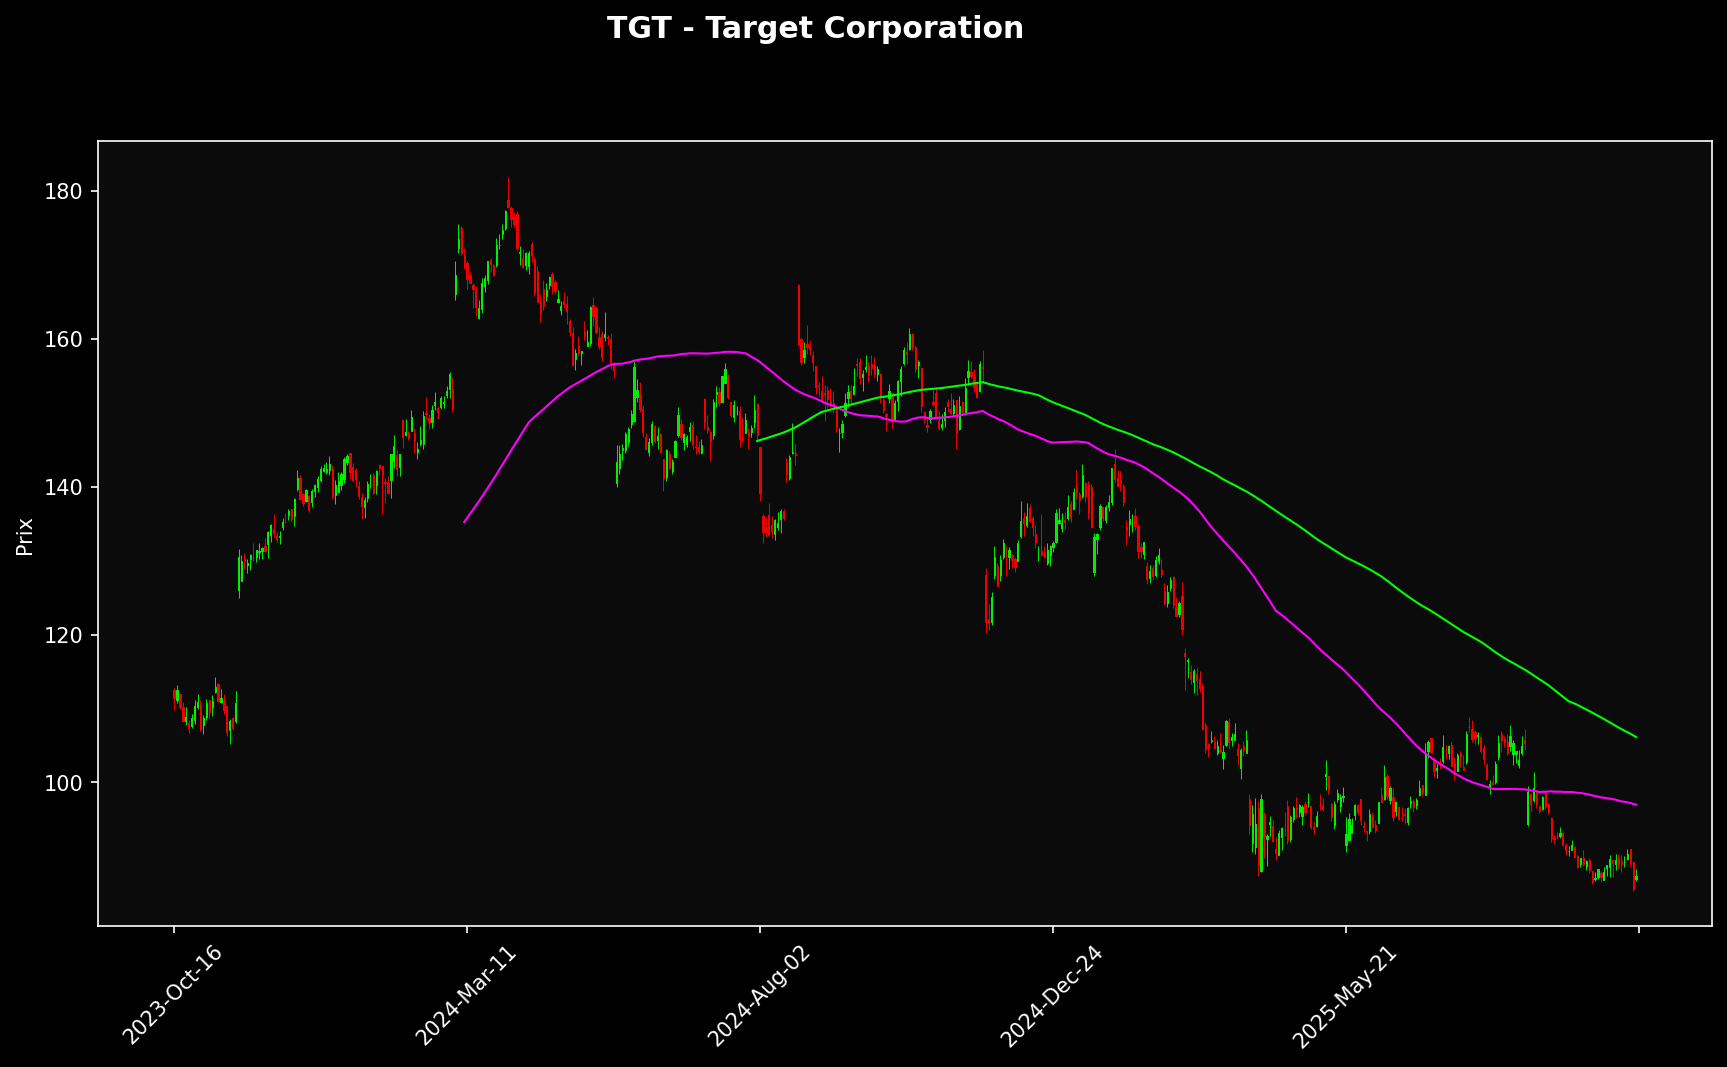 TGT - Target Corporation
Prix
180
160
140
120
100
2023-Oct-16
2024-Mar-11
2024-Aug-02
2024-Dec-24
2025-May-21